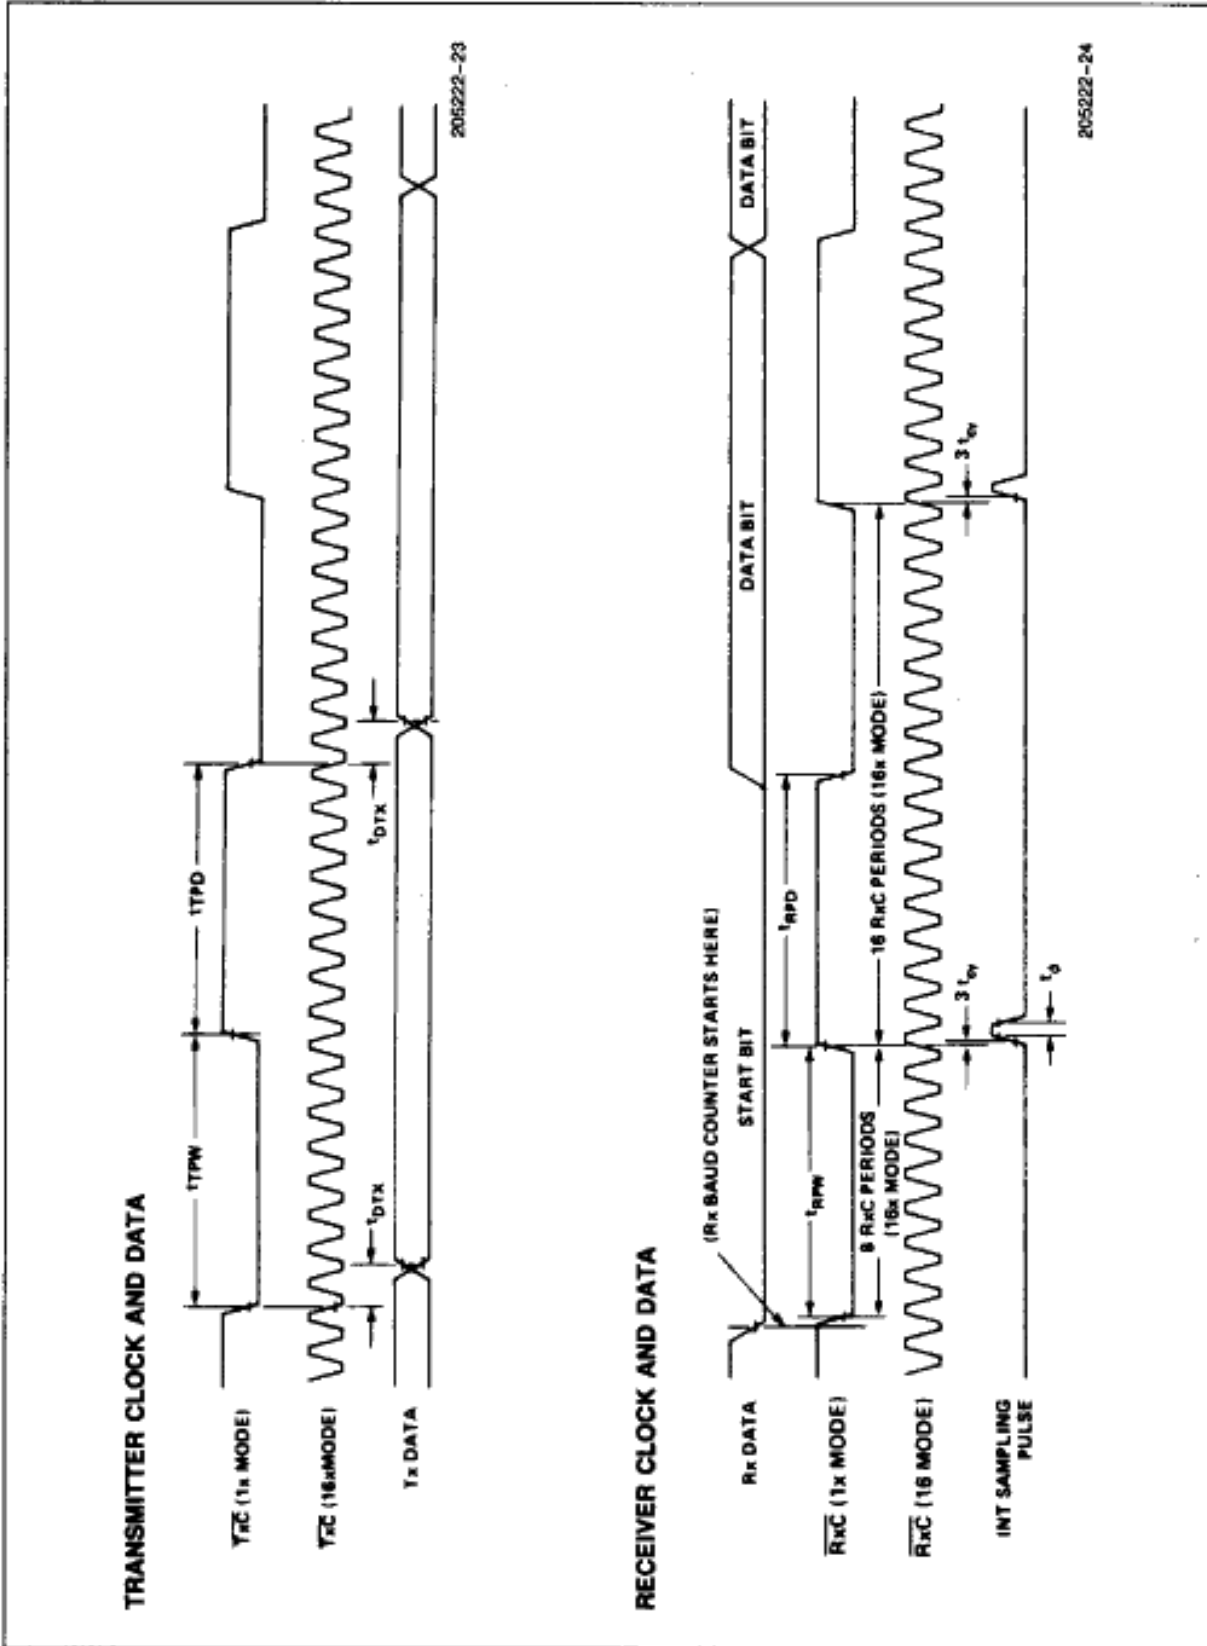 TRANSMITTER CLOCK AND DATA
tTPW
tTPD
TxC (1x MODE)
TxC (16xMODE)
tDTX
tDTX
Tx DATA
205222-23
RECEIVER CLOCK AND DATA
(Rx BAUD COUNTER STARTS HERE)
Rx DATA
START BIT
DATA BIT
DATA BIT
tRPW
tRPD
RxC (1x MODE)
8 RxC PERIODS
(16x MODE)
16 RxC PERIODS (16x MODE)
RxC (16 MODE)
3 tcy
3 tcy
INT SAMPLING
PULSE
tφ
205222-24